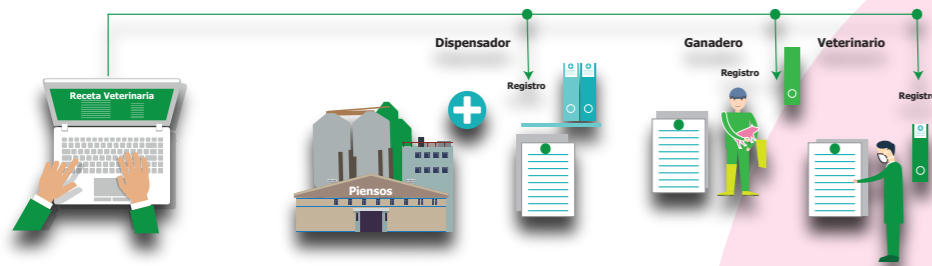 Dispensador
Ganadero
Veterinario
Registro
Registro
Registro
Receta Veterinaria
Piensos